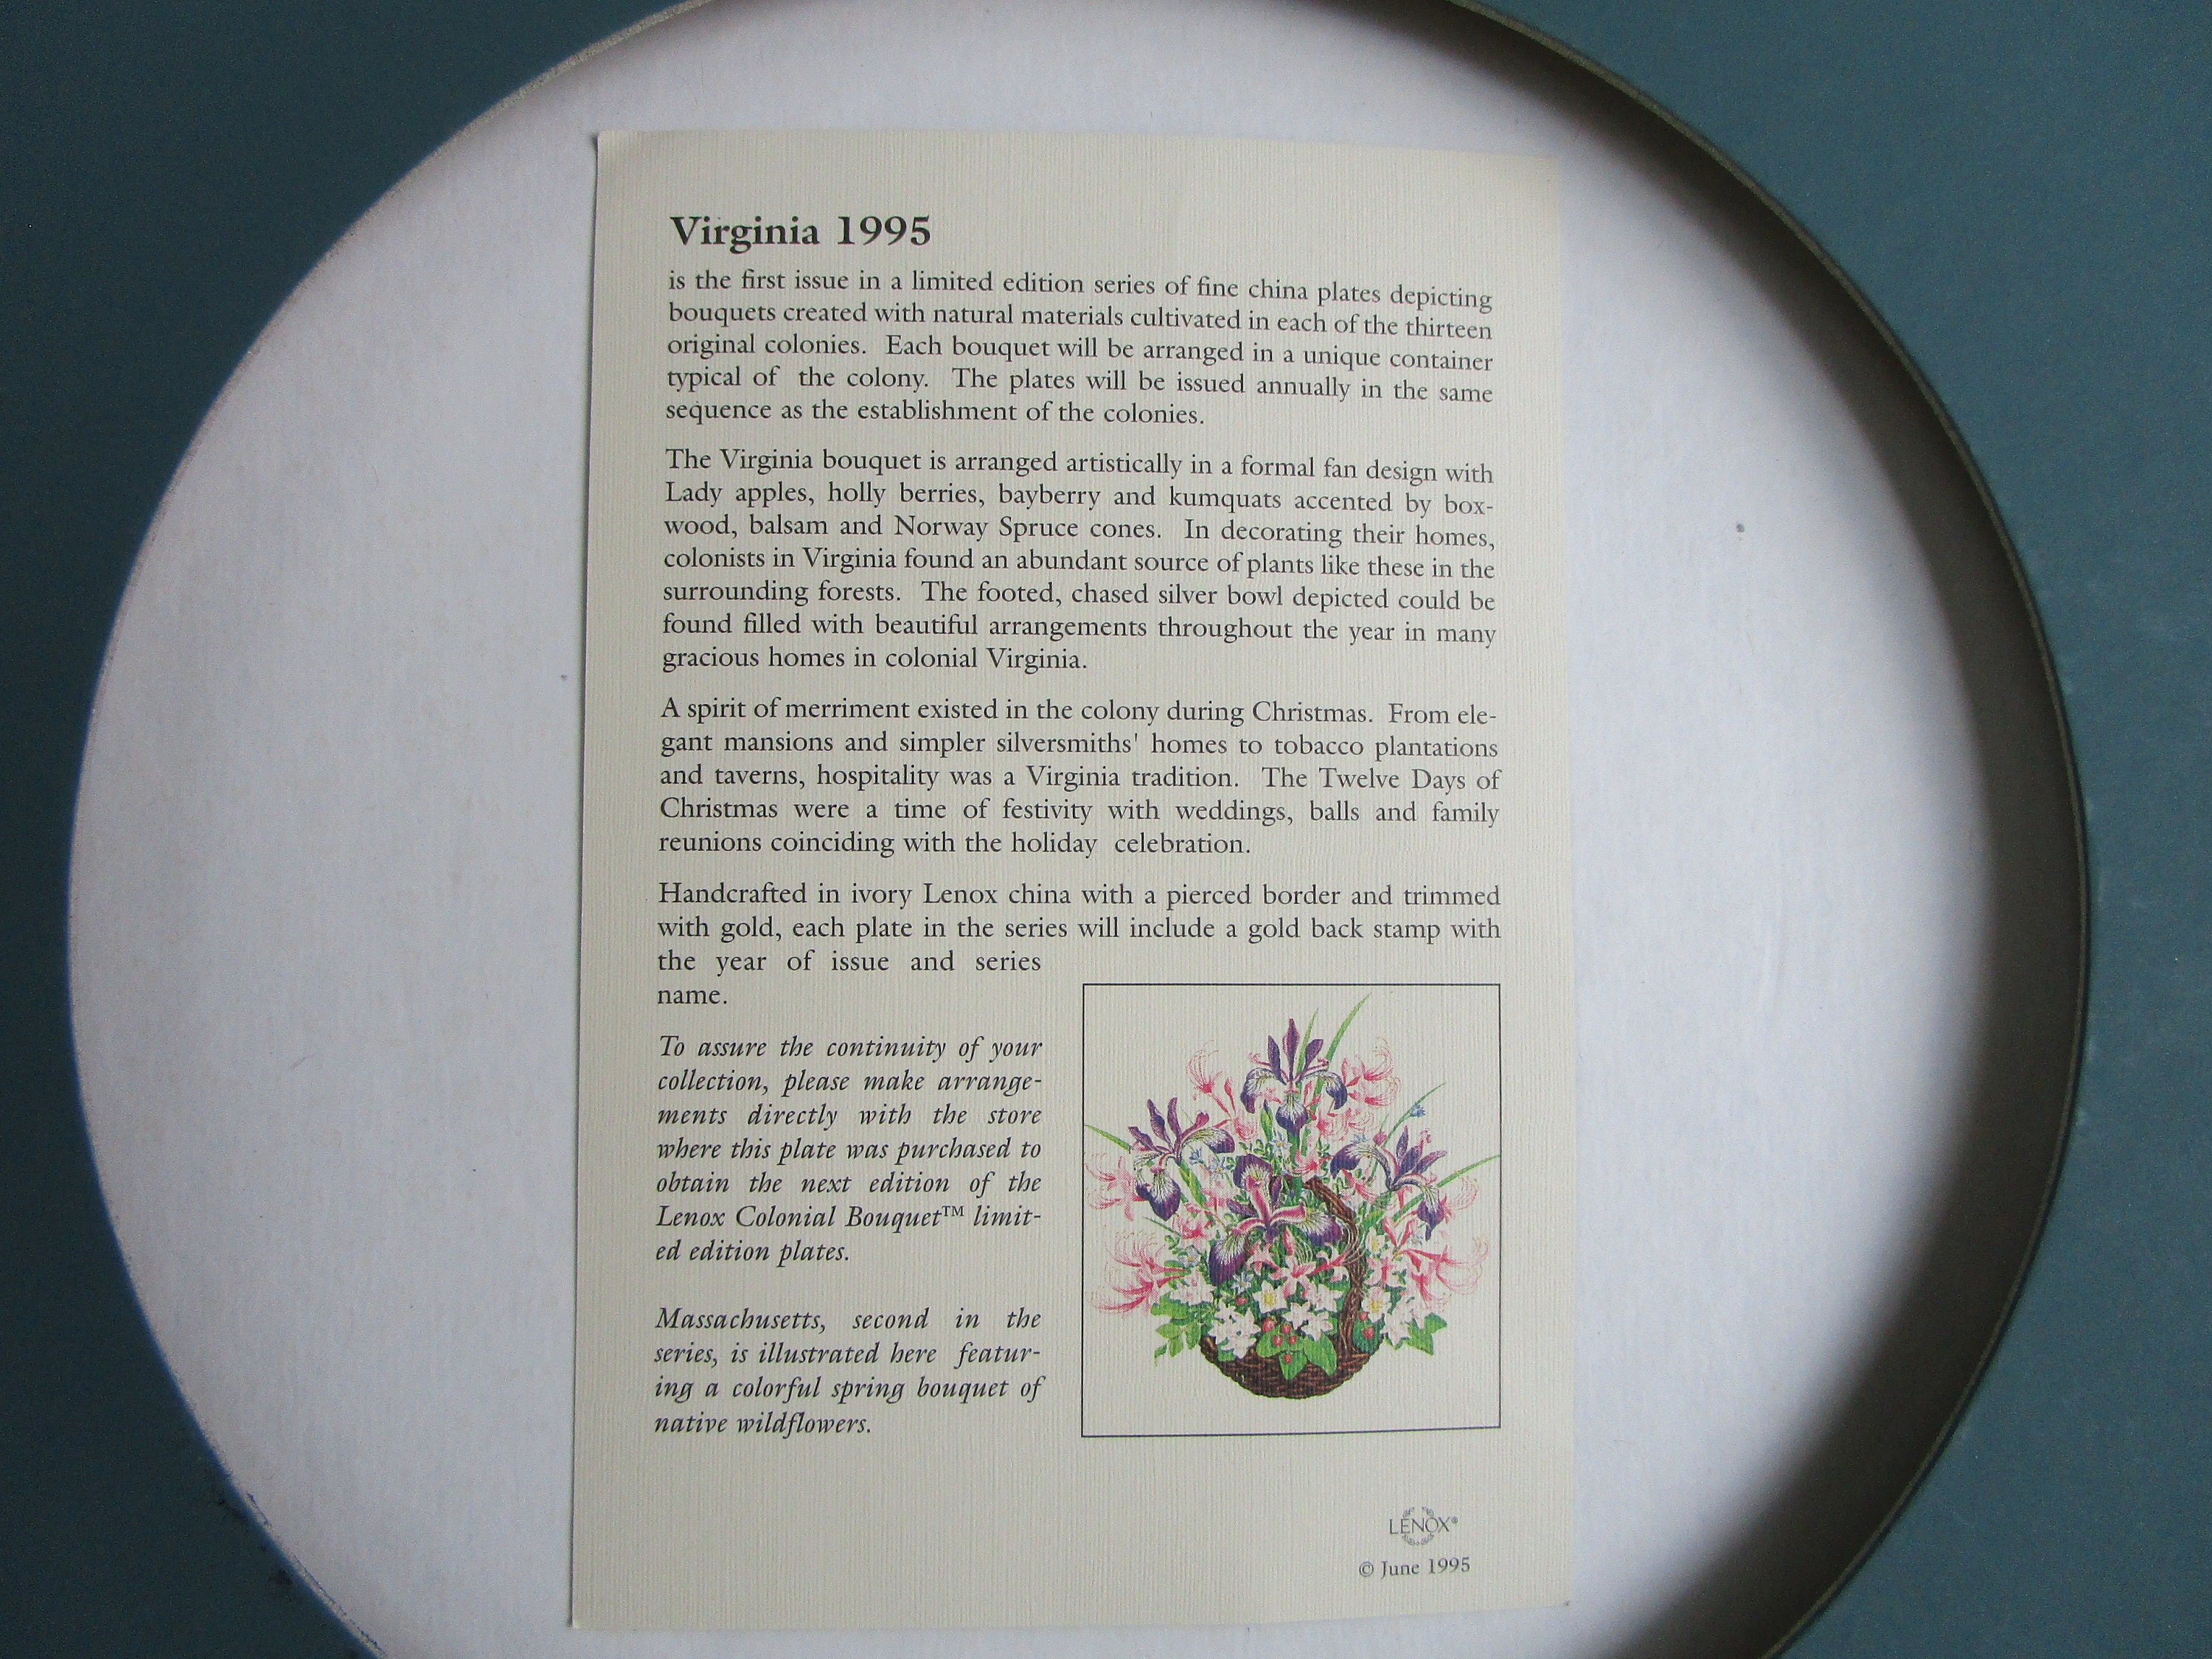 Virginia 1995
is the first issue in a limited edition series of fine china plates depicting
bouquets created with natural materials cultivated in each of the thirteen
original colonies. Each bouquet will be arranged in a unique container
typical of the colony. The plates will be issued annually in the same
sequence as the establishment of the colonies.
The Virginia bouquet is arranged artistically in a formal fan design with
Lady apples, holly berries, bayberry and kumquats accented by box-
wood, balsam and Norway Spruce cones. In decorating their homes,
colonists in Virginia found an abundant source of plants like these in the
surrounding forests. The footed, chased silver bowl depicted could be
found filled with beautiful arrangements throughout the year in many
gracious homes in colonial Virginia.
A spirit of merriment existed in the colony during Christmas. From ele-
gant mansions and simpler silversmiths' homes to tobacco plantations
and taverns, hospitality was a Virginia tradition. The Twelve Days of
Christmas were a time of festivity with weddings, balls and family
reunions coinciding with the holiday celebration.
Handcrafted in ivory Lenox china with a pierced border and trimmed
with gold, each plate in the series will include a gold back stamp with
the year of issue and series
name.
To assure the continuity of your
collection, please make arrange-
ments directly with the store
where this plate was purchased to
obtain the next edition of the
Lenox Colonial Bouquet™ limit-
ed edition plates.
Massachusetts, second in the
series, is illustrated here featur-
ing a colorful spring bouquet of
native wildflowers.
LENOX®
© June 1995